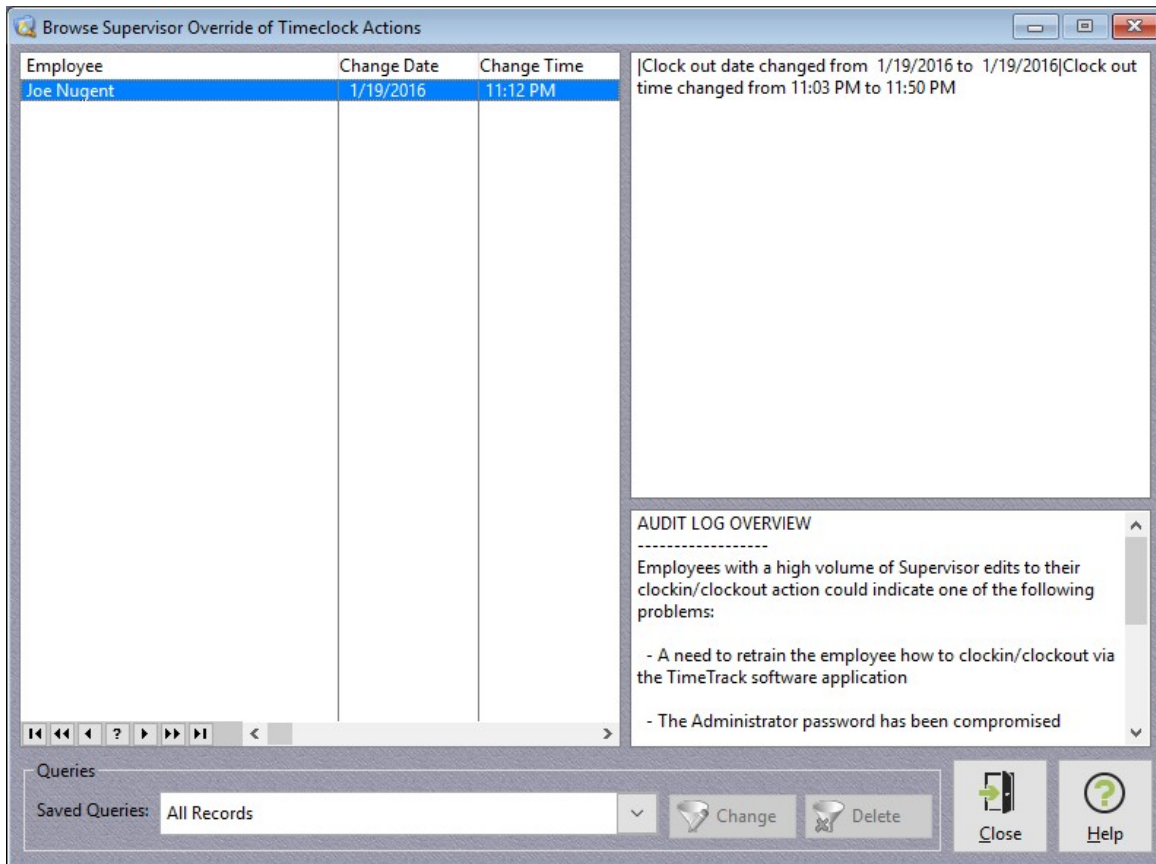 Browse Supervisor Override of Timeclock Actions
Employee Change Date Change Time
Joe Nugent 1/19/2016 11:12 PM
|Clock out date changed from 1/19/2016 to 1/19/2016|Clock out
time changed from 11:03 PM to 11:50 PM
AUDIT LOG OVERVIEW
------------------
Employees with a high volume of Supervisor edits to their
clockin/clockout action could indicate one of the following
problems:
- A need to retrain the employee how to clockin/clockout via
the TimeTrack software application
- The Administrator password has been compromised
?
Queries
Saved Queries: All Records
Change
Delete
Close
Help